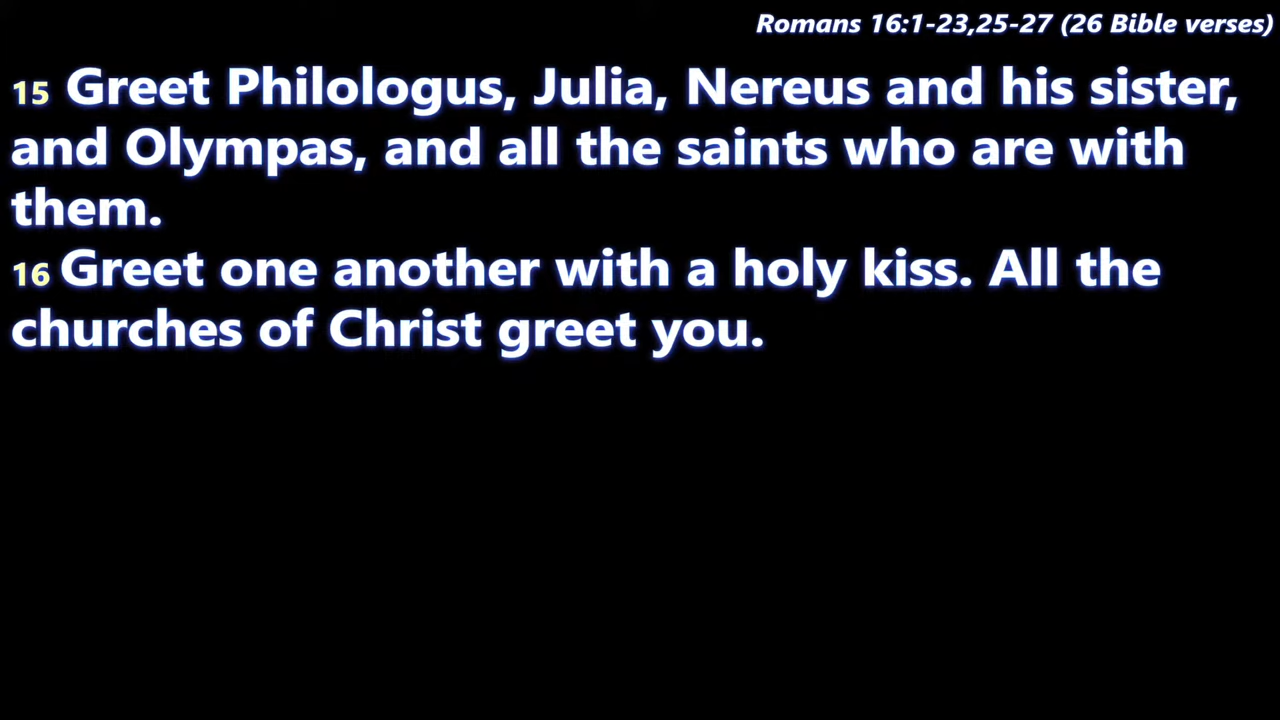 Romans 16:1-23,25-27 (26 Bible verses)
15 Greet Philologus, Julia, Nereus and his sister,
and Olympas, and all the saints who are with
them.
16 Greet one another with a holy kiss. All the
churches of Christ greet you.